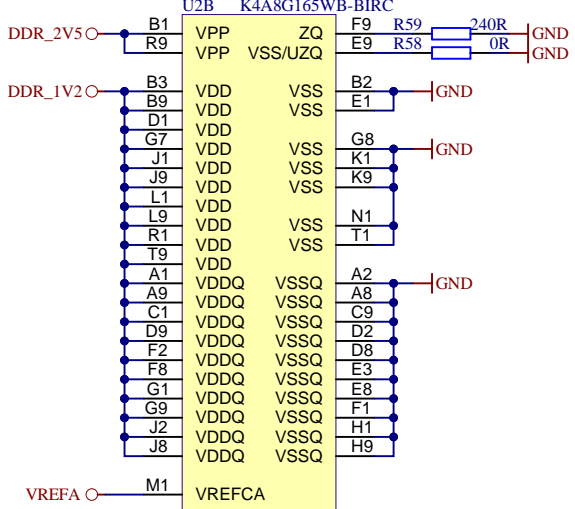 U2B K4A8G165WB-BIRC
DDR_2V5 B1 VPP ZQ F9 R59 240R GND
R9 VPP VSS/UZQ E9 R58 0R GND
DDR_1V2 B3 VDD VSS B2 GND
B9 VDD VSS E1
D1 VDD
G7 VDD VSS G8 GND
J1 VDD VSS K1
J9 VDD VSS K9
L1 VDD
L9 VDD VSS N1
R1 VDD VSS T1
T9 VDD
A1 VDDQ VSSQ A2 GND
A9 VDDQ VSSQ A8
C1 VDDQ VSSQ C9
D9 VDDQ VSSQ D2
F2 VDDQ VSSQ D8
F8 VDDQ VSSQ E3
G1 VDDQ VSSQ E8
G9 VDDQ VSSQ F1
J2 VDDQ VSSQ H1
J8 VDDQ VSSQ H9
VREFA M1 VREFCA